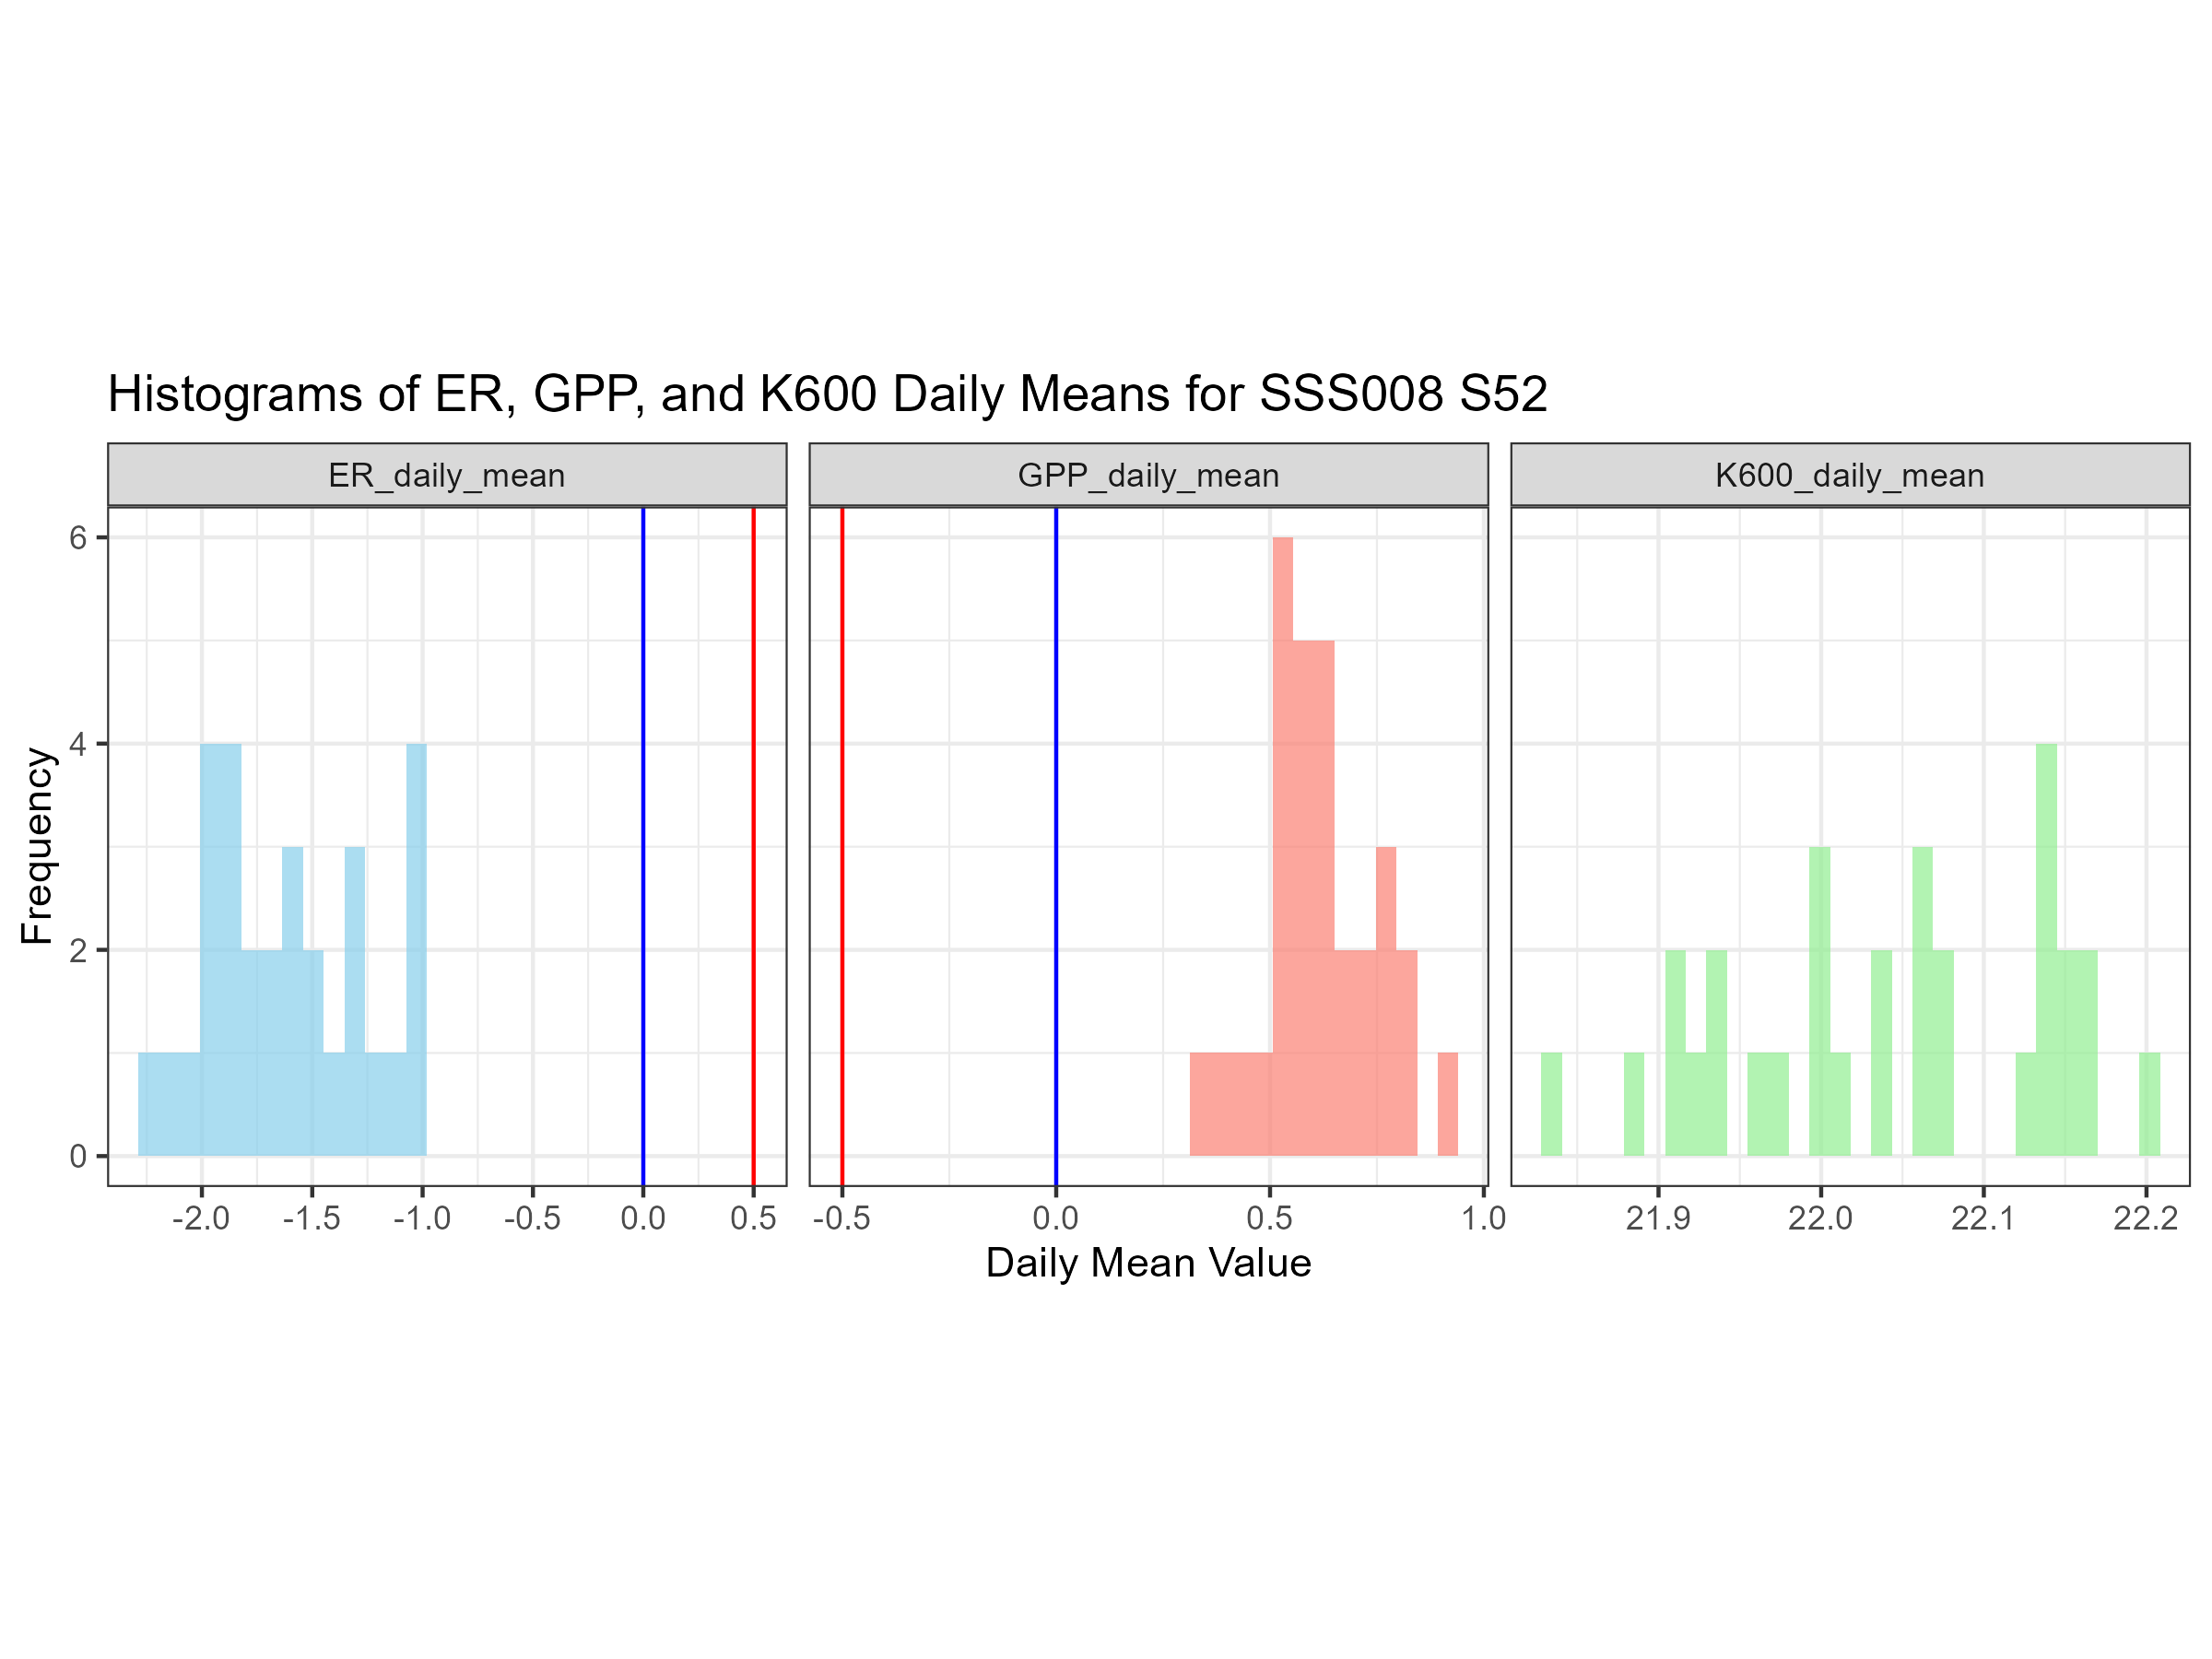 Histograms of ER, GPP, and K600 Daily Means for SSS008 S52
ER_daily_mean
GPP_daily_mean
K600_daily_mean
Frequency
6
4
2
0
-2.0 -1.5 -1.0 -0.5 0.0 0.5
-0.5 0.0 0.5 1.0
21.9 22.0 22.1 22.2
Daily Mean Value